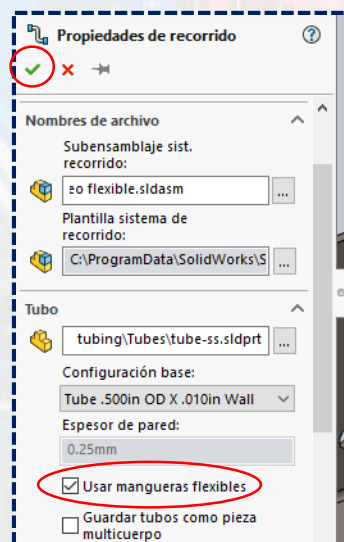 Propiedades de recorrido
Nombres de archivo
Subensamblaje sist.
recorrido:
eo flexible.sldasm
...
Plantilla sistema de
recorrido:
C:\ProgramData\SolidWorks\S
...
Tubo
tubing\Tubes\tube-ss.sldprt
...
Configuración base:
Tube .500in OD X .010in Wall
Espesor de pared:
0.25mm
Usar mangueras flexibles
Guardar tubos como pieza
multicuerpo